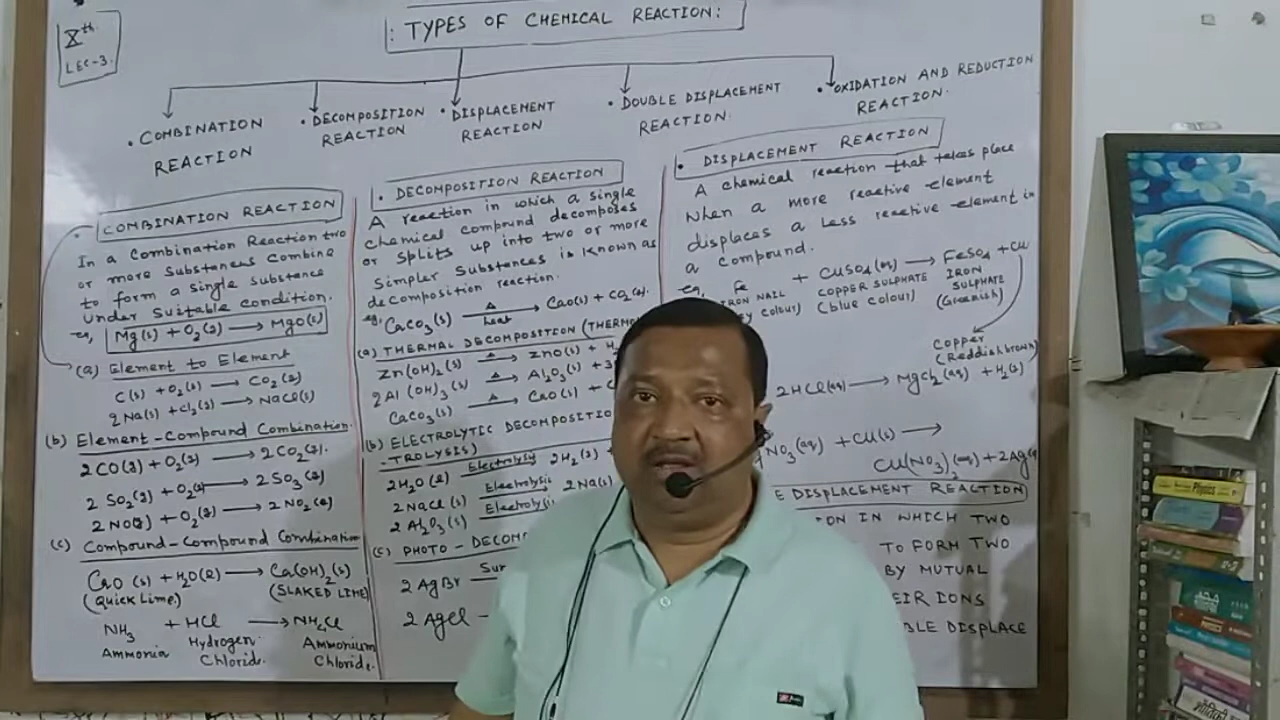 Xth
LEC-3.
: TYPES OF CHEMICAL REACTION:
• COMBINATION REACTION
• DECOMPOSITION REACTION
• DISPLACEMENT REACTION
• DOUBLE DISPLACEMENT REACTION.
• OXIDATION AND REDUCTION REACTION.
COMBINATION REACTION
In a Combination Reaction two
or more substances combine
to form a single substance
under suitable condition.
eg, Mg(s) + O₂(g) → MgO(s)
(a) Element to Element
C(s) + O₂(g) → CO₂(g)
2Na(s) + Cl₂(g) → NaCl(s)
(b) Element-Compound Combination.
2CO(g) + O₂(g) → 2CO₂(g).
2SO₂(g) + O₂(g) → 2SO₃(g)
2NO(g) + O₂(g) → 2NO₂(g)
(c) Compound-Compound Combination
CaO(s) + H₂O(l) → Ca(OH)₂(s)
(Quick Lime) (SLAKED LIME)
NH₃ + HCl → NH₄Cl
Ammonia Hydrogen Ammonium
Chloride. Chloride.
• DECOMPOSITION REACTION
A reaction in which a single
chemical compound decomposes
or splits up into two or more
simpler substances is known as
decomposition reaction.
eg. CaCO₃(s) →Δ heat CaO(s) + CO₂(g).
(a) THERMAL DECOMPOSITION
Zn(OH)₂(s) →Δ ZnO(s) +
2Al(OH)₃(s) →Δ Al₂O₃(s) +
CaCO₃(s) →Δ CaO(s) +
(b) ELECTROLYTIC
2H₂O(l) Electrolysis 2H₂(g) +
2NaCl(s) Electrolysis 2Na(s)
2Al₂O₃(s) Electrolysis
(c) PHOTO-
2AgBr
2AgCl
• DISPLACEMENT REACTION
A chemical reaction that takes place
when a more reactive element
displaces a less reactive element in
a compound.
eg, Fe + CuSO₄(aq) → FeSO₄ + Cu
IRON NAIL COPPER SULPHATE IRON SULPHATE
colour) (blue colour) (Greenish)
Copper
(Reddish brown)
2HCl(aq) → MgCl₂(aq) + H₂(g)
NO₃(aq) + Cu(s) →
Cu(NO₃)₂(aq) + 2Ag(s
DISPLACEMENT REACTION
IN WHICH TWO
TO FORM TWO
BY MUTUAL
IONS
DISPLACE
Physics